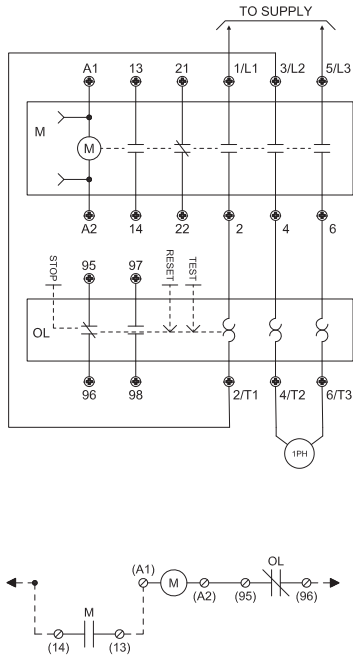 TO SUPPLY
A1 13 21 1/L1 3/L2 5/L3
M
M
A2 14 22 2 4 6
STOP 95 97 RESET TEST
OL
96 98 2/T1 4/T2 6/T3
1PH
(A1) OL
M
(A2) (95) (96)
M
(14) (13)